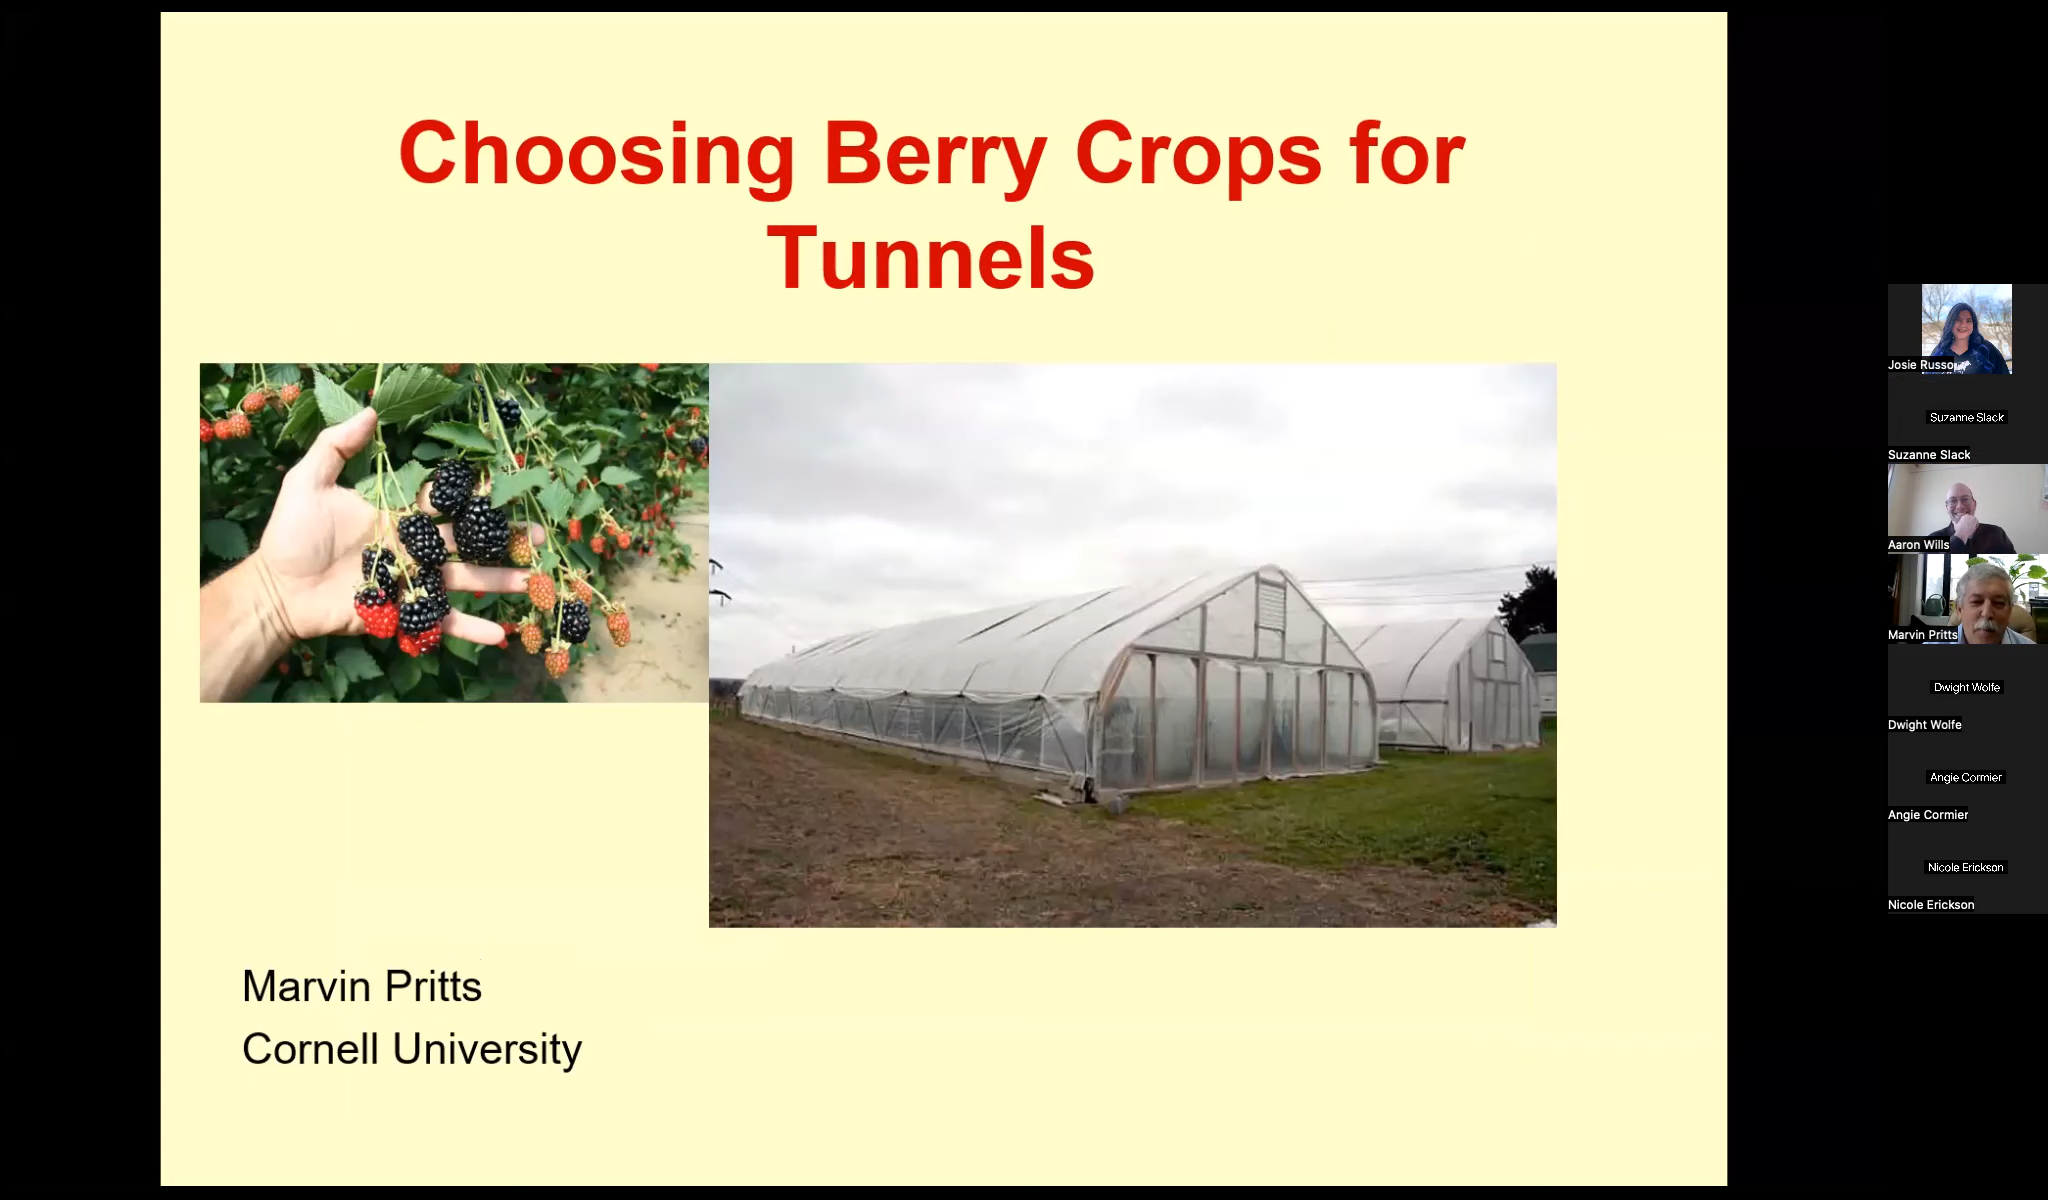 Choosing Berry Crops for
Tunnels
Marvin Pritts
Cornell University
Josie Russo
Suzanne Slack
Suzanne Slack
Aaron Wills
Marvin Pritts
Dwight Wolfe
Dwight Wolfe
Angie Cormier
Angie Cormier
Nicole Erickson
Nicole Erickson